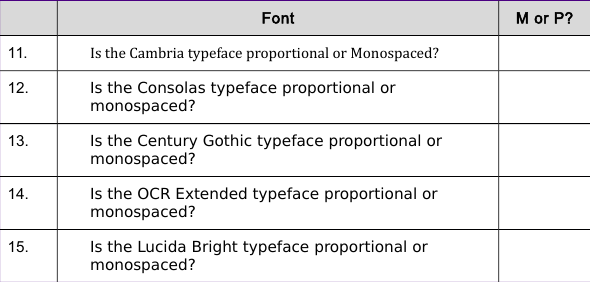 Font M or P?
11. Is the Cambria typeface proportional or Monospaced?
12. Is the Consolas typeface proportional or
monospaced?
13. Is the Century Gothic typeface proportional or
monospaced?
14. Is the OCR Extended typeface proportional or
monospaced?
15. Is the Lucida Bright typeface proportional or
monospaced?